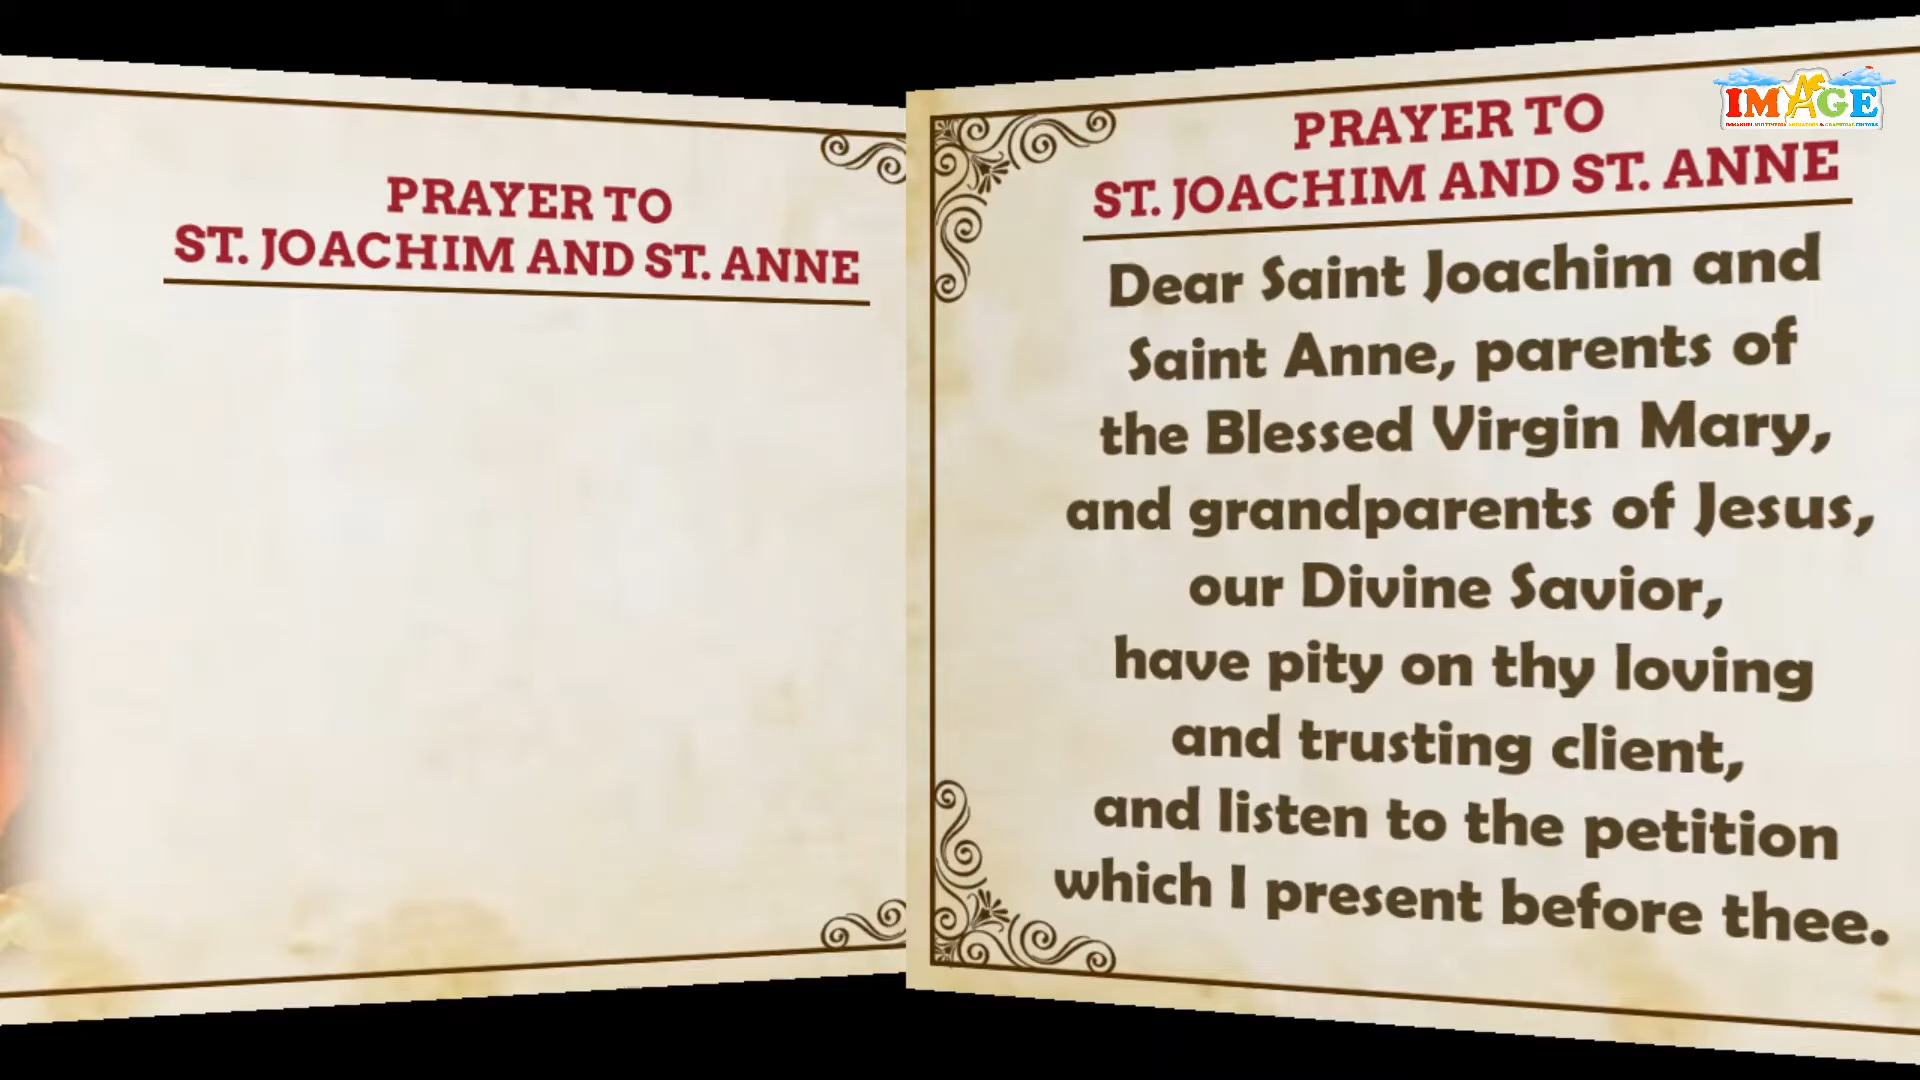 PRAYER TO
ST. JOACHIM AND ST. ANNE
PRAYER TO
ST. JOACHIM AND ST. ANNE
Dear Saint Joachim and
Saint Anne, parents of
the Blessed Virgin Mary,
and grandparents of Jesus,
our Divine Savior,
have pity on thy loving
and trusting client,
and listen to the petition
which I present before thee.
IMAGE